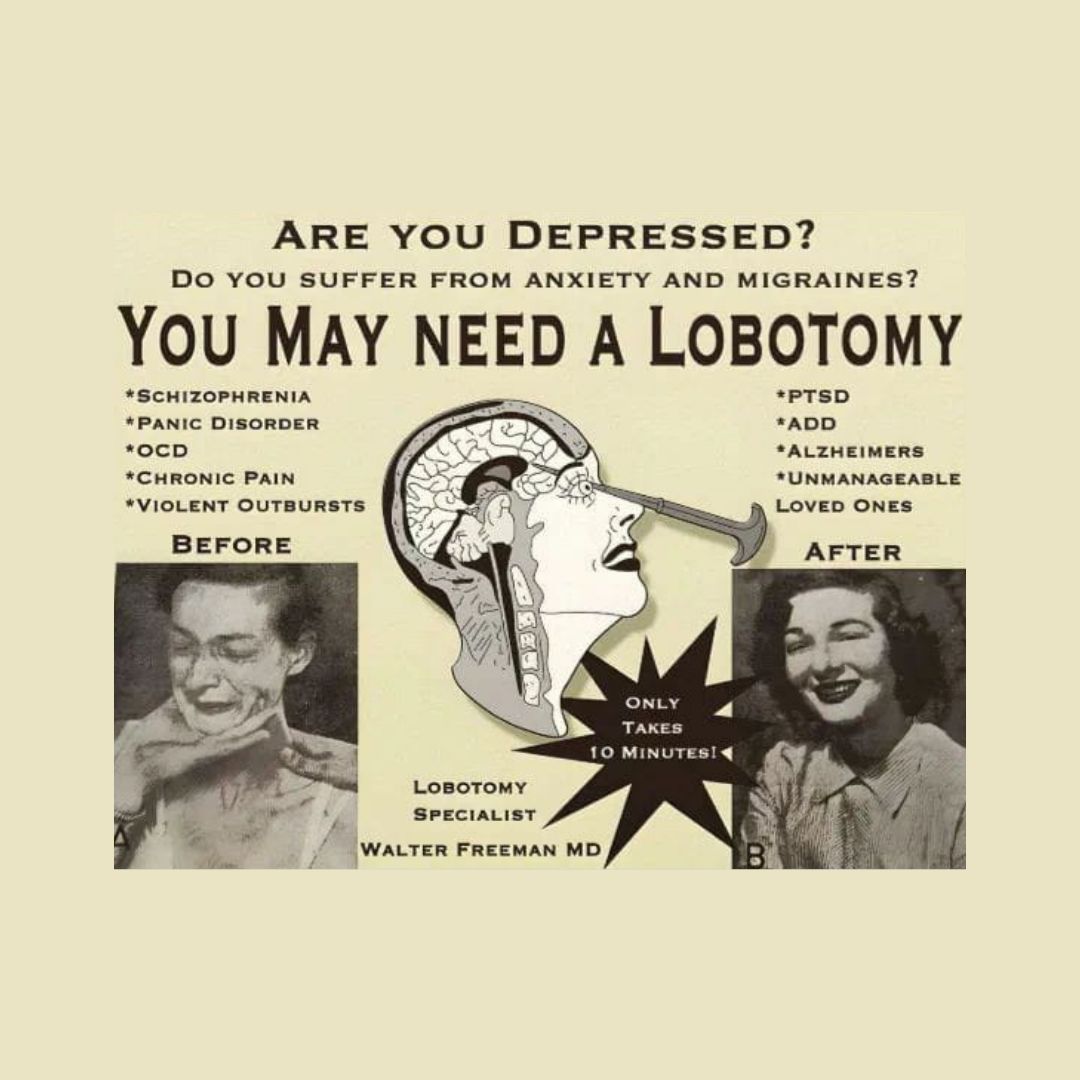 ARE YOU DEPRESSED?
DO YOU SUFFER FROM ANXIETY AND MIGRAINES?
YOU MAY NEED A LOBOTOMY
*SCHIZOPHRENIA
*PANIC DISORDER
*OCD
*CHRONIC PAIN
*VIOLENT OUTBURSTS
*PTSD
*ADD
*ALZHEIMERS
*UNMANAGEABLE
LOVED ONES
BEFORE
AFTER
ONLY
TAKES
10 MINUTES!
LOBOTOMY
SPECIALIST
WALTER FREEMAN MD
A
B